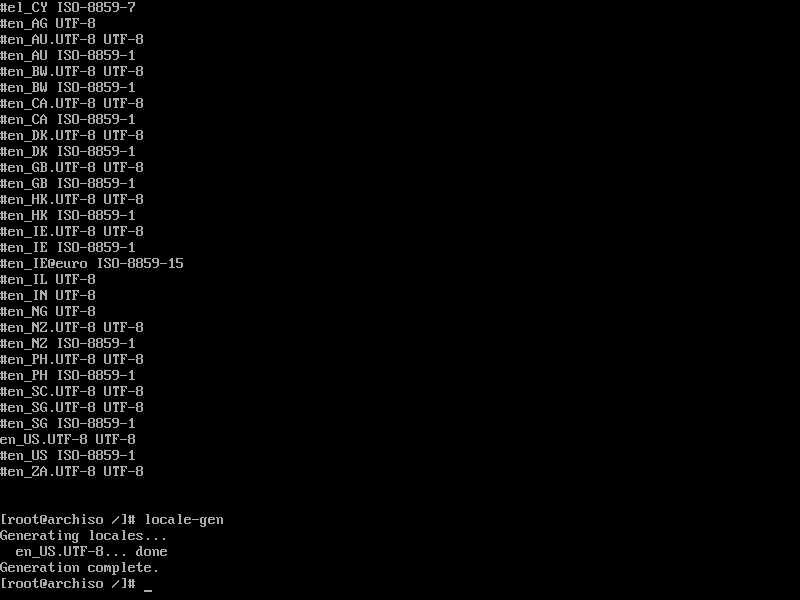 #el_CY ISO-8859-7
#en_AG UTF-8
#en_AU.UTF-8 UTF-8
#en_AU ISO-8859-1
#en_BW.UTF-8 UTF-8
#en_BW ISO-8859-1
#en_CA.UTF-8 UTF-8
#en_CA ISO-8859-1
#en_DK.UTF-8 UTF-8
#en_DK ISO-8859-1
#en_GB.UTF-8 UTF-8
#en_GB ISO-8859-1
#en_HK.UTF-8 UTF-8
#en_HK ISO-8859-1
#en_IE.UTF-8 UTF-8
#en_IE ISO-8859-1
#en_IE@euro ISO-8859-15
#en_IL UTF-8
#en_IN UTF-8
#en_NG UTF-8
#en_NZ.UTF-8 UTF-8
#en_NZ ISO-8859-1
#en_PH.UTF-8 UTF-8
#en_PH ISO-8859-1
#en_SC.UTF-8 UTF-8
#en_SG.UTF-8 UTF-8
#en_SG ISO-8859-1
en_US.UTF-8 UTF-8
#en_US ISO-8859-1
#en_ZA.UTF-8 UTF-8
[root@archiso /]# locale-gen
Generating locales...
  en_US.UTF-8... done
Generation complete.
[root@archiso /]# _